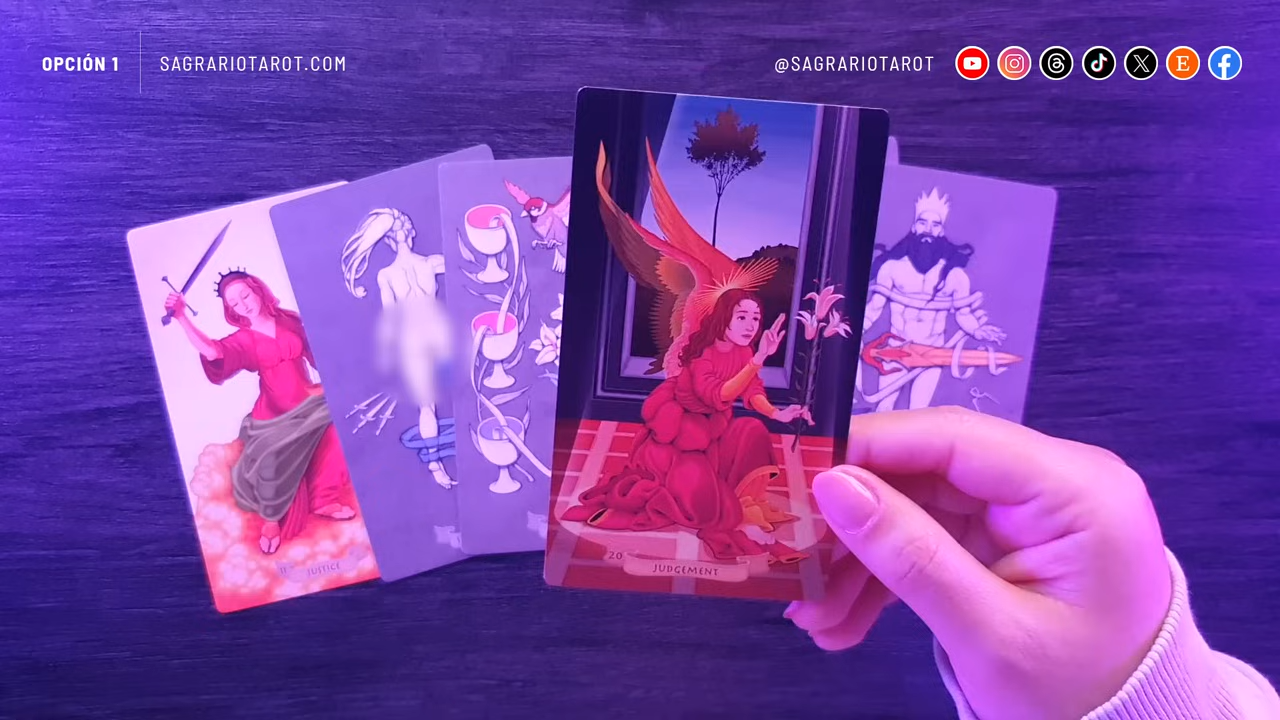 OPCIÓN 1
SAGRARIOTAROT.COM
@SAGRARIOTAROT
JUSTICE
20
JUDGEMENT